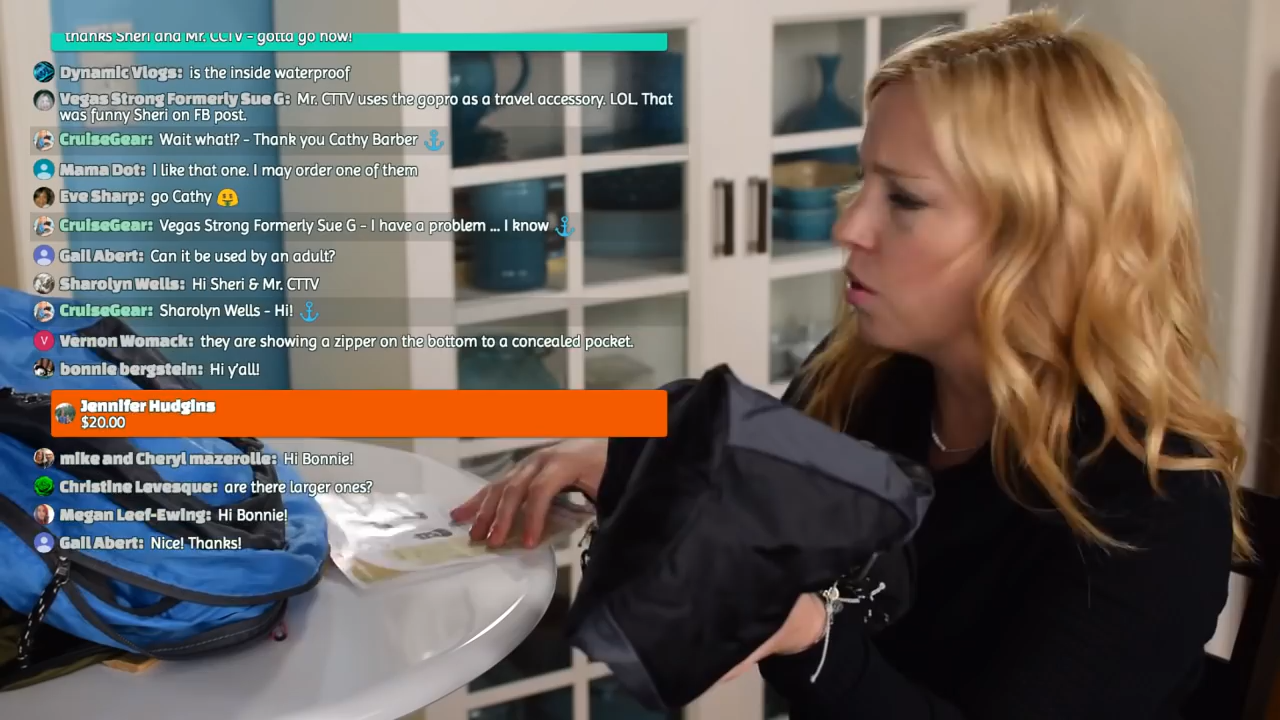 thanks Sheri and Mr. CCTV - gotta go now!
Dynamic Vlogs: is the inside waterproof
Vegas Strong Formerly Sue G: Mr. CTTV uses the gopro as a travel accessory. LOL. That
was funny Sheri on FB post.
CruiseGear: Wait what!? - Thank you Cathy Barber
Mama Dot: I like that one. I may order one of them
Eve Sharp: go Cathy
CruiseGear: Vegas Strong Formerly Sue G - I have a problem ... I know
Gail Abert: Can it be used by an adult?
Sharolyn Wells: Hi Sheri & Mr. CTTV
CruiseGear: Sharolyn Wells - Hi!
V Vernon Womack: they are showing a zipper on the bottom to a concealed pocket.
bonnie bergstein: Hi y'all!
Jennifer Hudgins
$20.00
mike and Cheryl mazerolle: Hi Bonnie!
Christine Levesque: are there larger ones?
Megan Leef-Ewing: Hi Bonnie!
Gail Abert: Nice! Thanks!